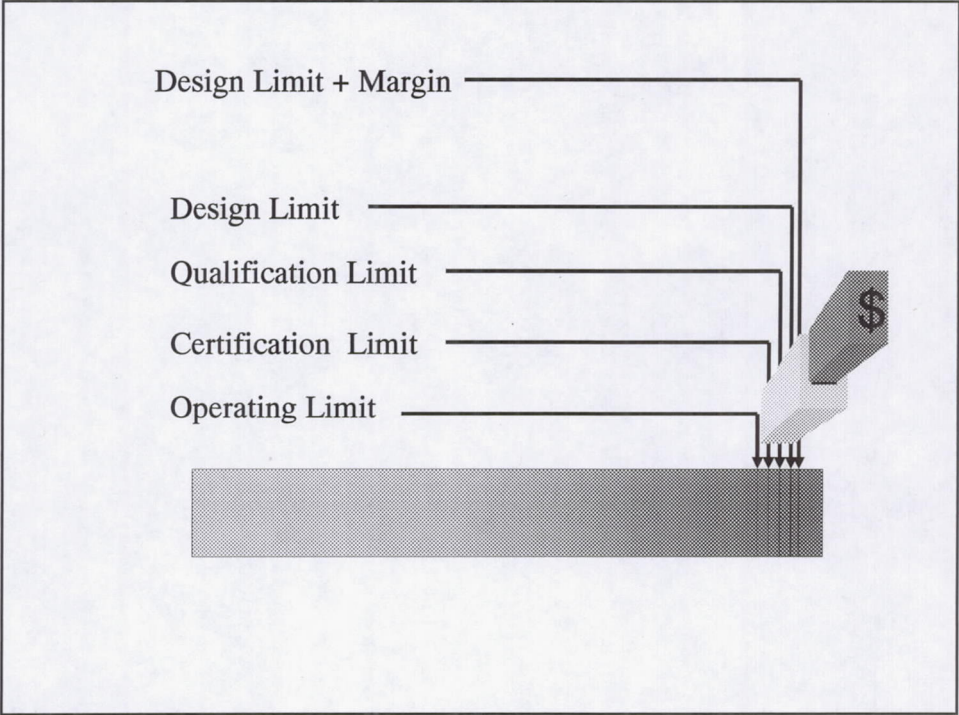 Design Limit + Margin
Design Limit
Qualification Limit
$
Certification Limit
Operating Limit